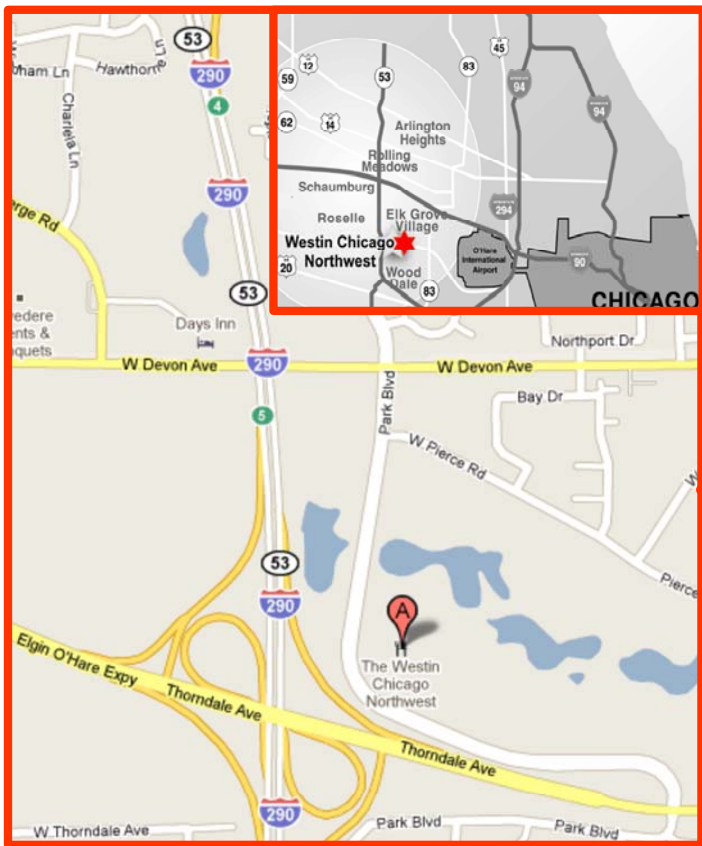 53
290
Hawthorne
Charlela Ln
4
290
53
Days Inn
W Devon Ave
290
W Devon Ave
5
Park Blvd
Northport Dr
Bay Dr
W Pierce Rd
Pierce
53
290
A
The Westin
Chicago
Northwest
Elgin O'Hare Expy
Thorndale Ave
Thorndale Ave
290
W Thorndale Ave
Park Blvd
Park Blvd
12
59
53
83
45
94
94
62
14
Arlington
Heights
Rolling
Meadows
Schaumburg
294
Roselle
Elk Grove
Village
Westin Chicago
Northwest
O'Hare
International
Airport
90
20
Wood
Dale
83
CHICAGO